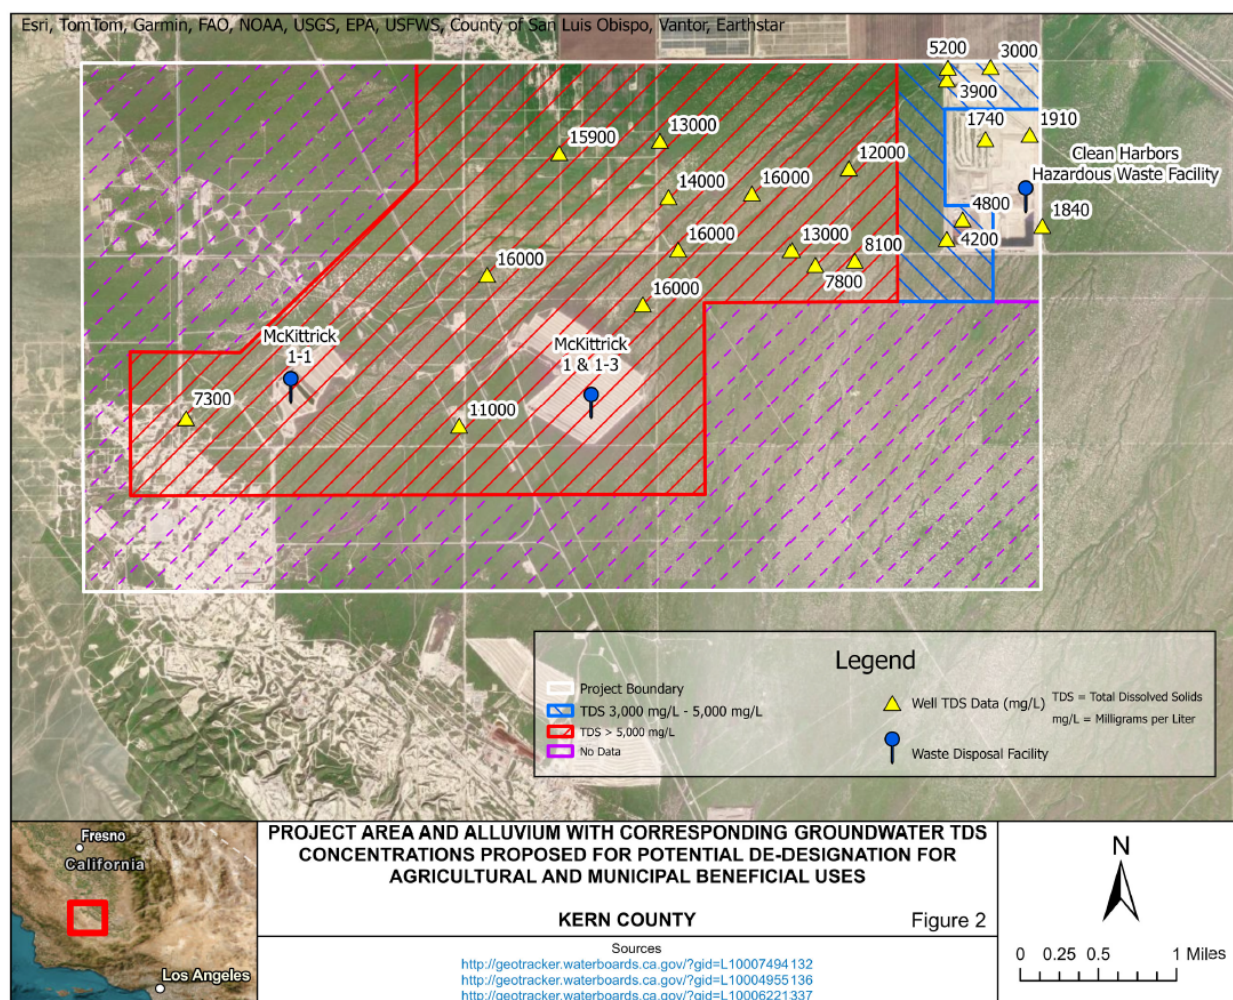 Esri, TomTom, Garmin, FAO, NOAA, USGS, EPA, USFWS, County of San Luis Obispo, Vantor, Earthstar
5200
3000
3900
1740
1910
15900
13000
12000
Clean Harbors
Hazardous Waste Facility
14000
16000
4800
1840
16000
13000
8100
4200
16000
7800
16000
McKittrick
1-1
McKittrick
1 & 1-3
7300
11000
Legend
Project Boundary
TDS 3,000 mg/L - 5,000 mg/L
TDS > 5,000 mg/L
No Data
Well TDS Data (mg/L)
TDS = Total Dissolved Solids
mg/L = Milligrams per Liter
Waste Disposal Facility
Fresno
California
Los Angeles
PROJECT AREA AND ALLUVIUM WITH CORRESPONDING GROUNDWATER TDS
CONCENTRATIONS PROPOSED FOR POTENTIAL DE-DESIGNATION FOR
AGRICULTURAL AND MUNICIPAL BENEFICIAL USES
KERN COUNTY
Figure 2
Sources
http://geotracker.waterboards.ca.gov/?gid=L10007494132
http://geotracker.waterboards.ca.gov/?gid=L10004955136
http://geotracker.waterboards.ca.gov/?gid=L10006221337
N
0 0.25 0.5 1 Miles